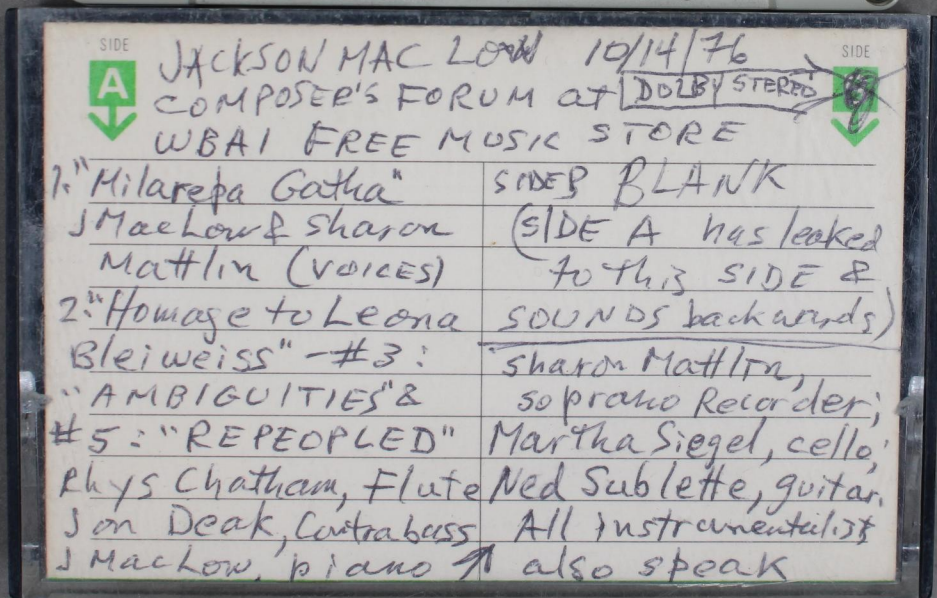 SIDE
A
SIDE
JACKSON MAC LOW 10/14/76
COMPOSER'S FORUM at DOLBY STEREO
WBAI FREE MUSIC STORE
1. "Milarepa Gatha"
J MacLow & Sharon
Mattlin (VOICES)
2. "Homage to Leona
Bleiweiss" - #3:
"AMBIGUITIES" &
#5: "REPEOPLED"
Rhys Chatham, Flute
Jon Deak, Contrabass
J MacLow, piano ↗
SIDE B BLANK
(SIDE A has leaked
to this SIDE &
SOUNDS backwards)
Sharon Mattlin,
soprano Recorder;
Martha Siegel, cello;
Ned Sublette, guitar.
All instrumentalists
also speak